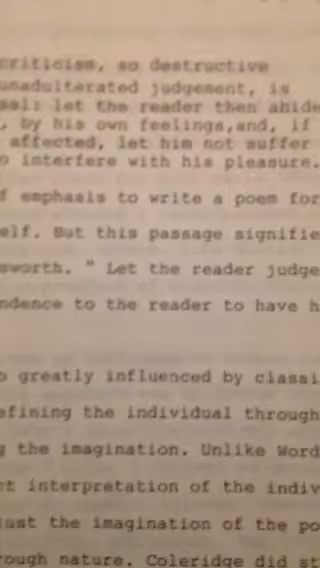 criticism, so destructive
unadulterated judgement, is
sal: let the reader then abide
, by his own feelings,and, if
affected, let him not suffer
o interfere with his pleasure.
f emphasis to write a poem for
elf. But this passage signifie
sworth. " Let the reader judge
ndence to the reader to have h
o greatly influenced by classi
efining the individual through
g the imagination. Unlike Word
et interpretation of the indiv
just the imagination of the po
rough nature. Coleridge did st